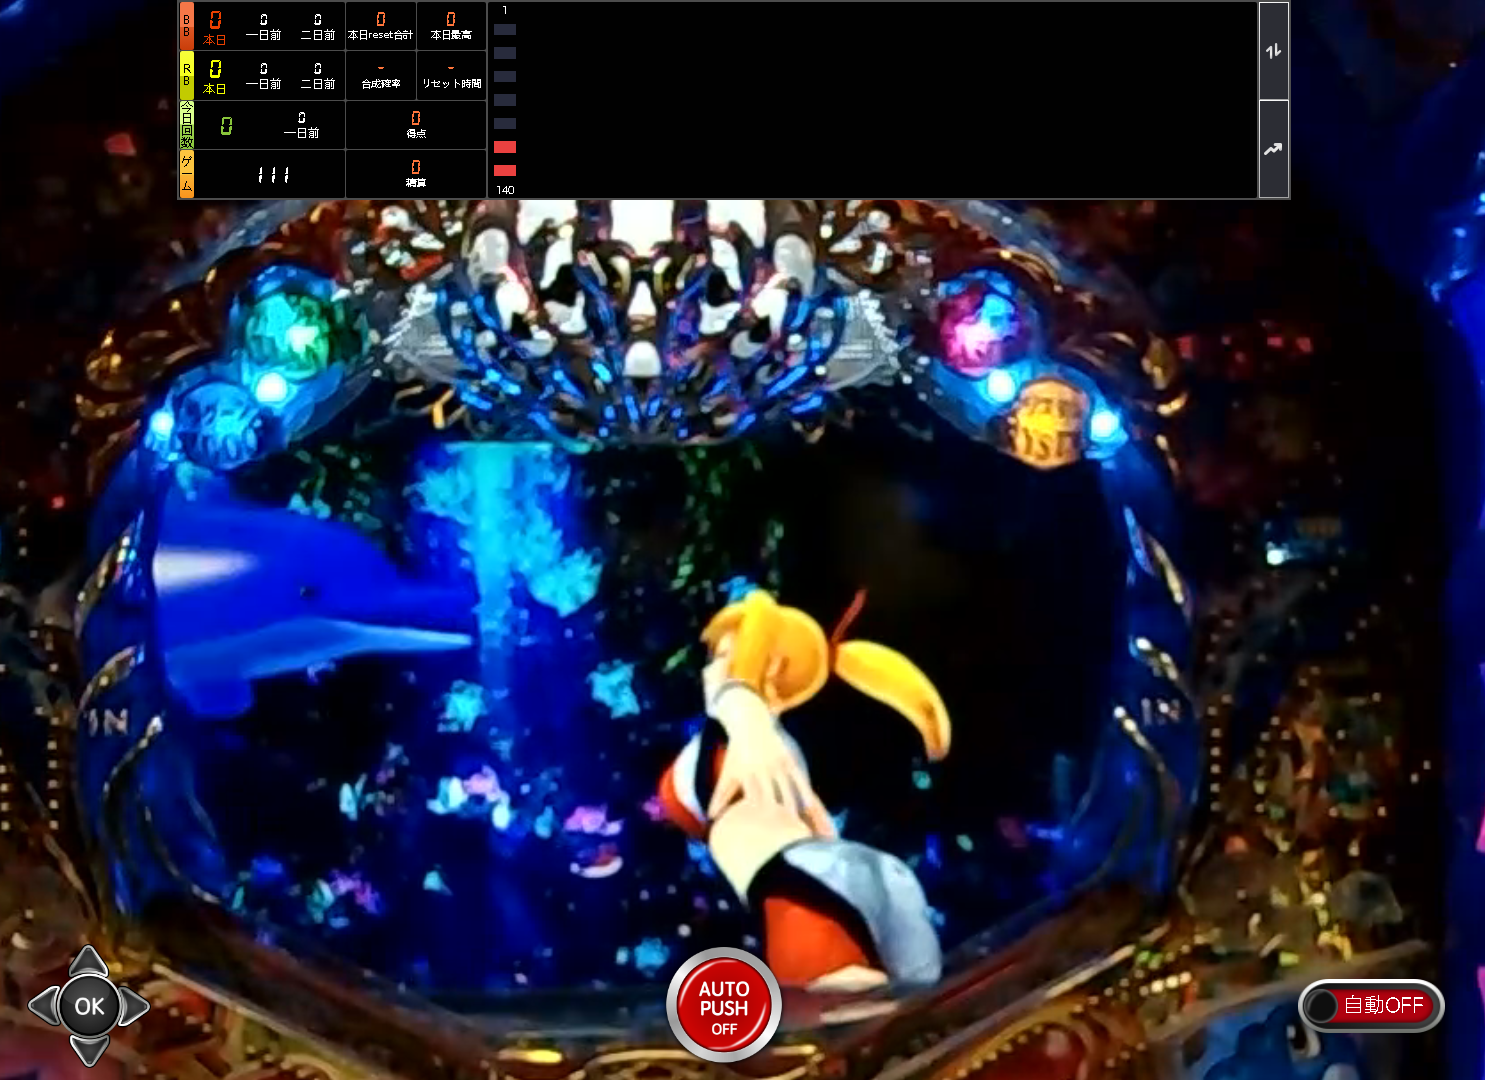 BB
0
本日
0
一日前
0
二日前
0
本日reset合計
0
本日最高
RB
0
本日
0
一日前
0
二日前
-
合成確率
-
リセット時間
今日回数
0
0
一日前
0
得点
ゲーム
111
0
精算
1
140
IN
IN
OK
AUTO
PUSH
OFF
自動OFF